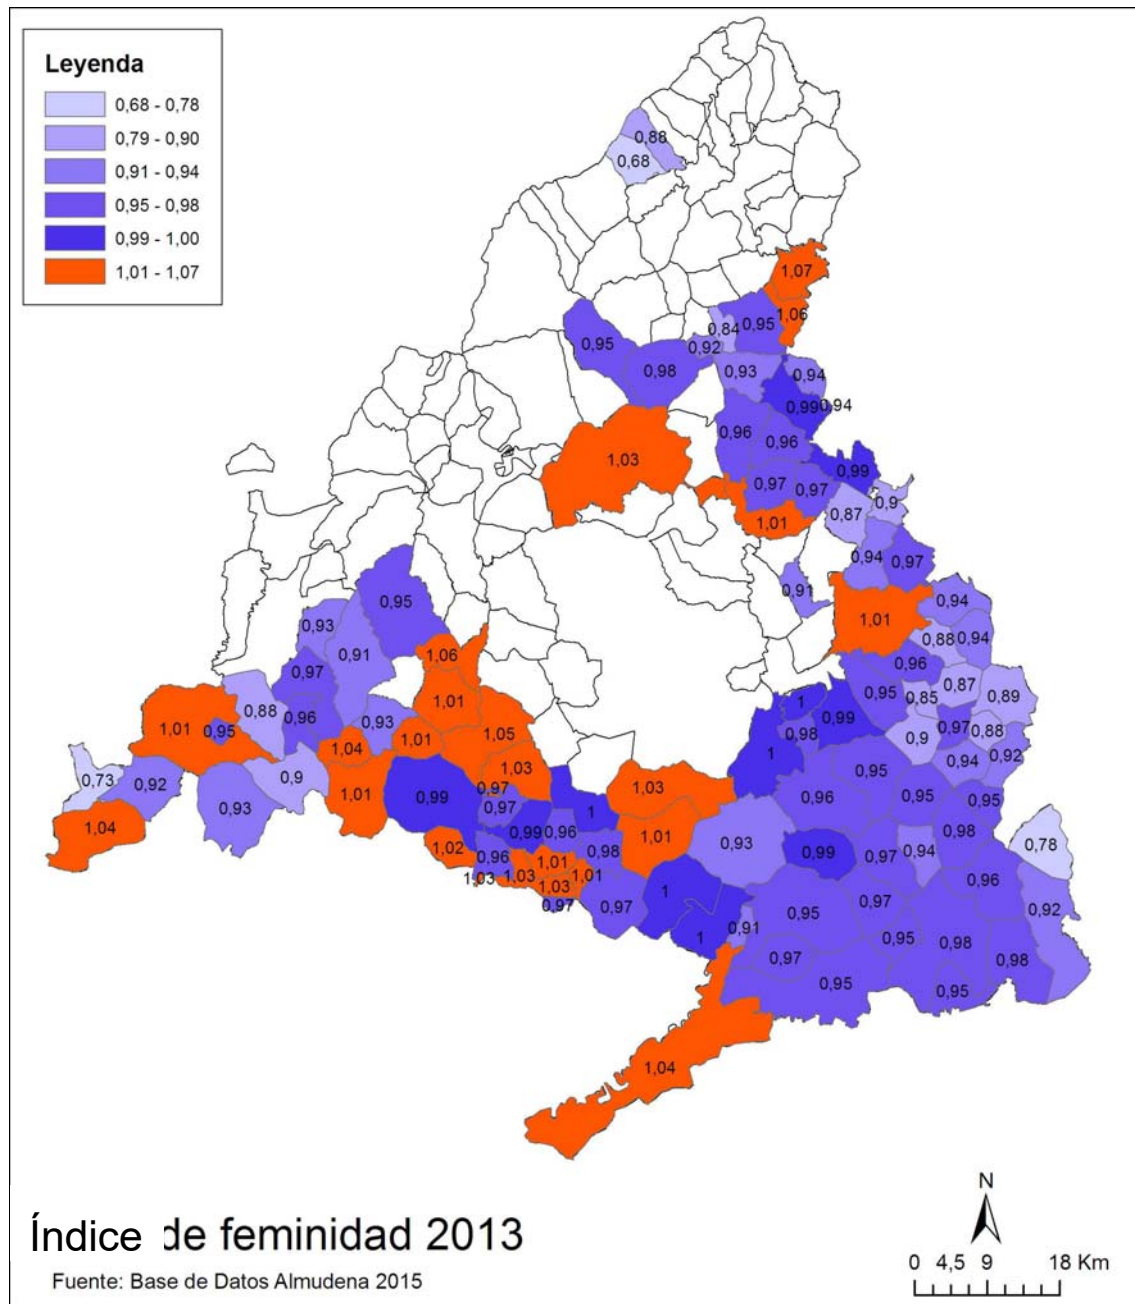 Leyenda
0,68 - 0,78
0,79 - 0,90
0,91 - 0,94
0,95 - 0,98
0,99 - 1,00
1,01 - 1,07
0,88
0,68
1,07
1,06
0,84 0,95
0,95 0,92
0,98 0,93 0,94
0,99 0,94
0,96 0,96
1,03 0,99
0,97 0,97
0,9
0,87
1,01
0,94 0,97
0,91
0,95 0,94
0,93 1,01
0,88 0,94
0,91 1,06
0,97 0,96
0,88 1,01 0,95 0,85 0,87 0,89
0,96 0,93 1 0,99
1,01 0,95 1,04 1,01 1,05 0,98 0,9 0,97 0,88
1 0,94 0,92
0,73 0,92 0,9 1,03 0,95
0,93 1,01 0,99 0,97 1,03 0,96 0,95 0,95
0,97 1
1,04 0,99 0,96 1,01 0,93 0,98
1,02 0,96 0,98 0,99 0,97 0,94 0,78
1,01
1,03 1,03 1,01 0,96
1,03 1
0,97 0,97 0,95 0,97 0,92
1 0,91 0,95 0,98
0,97 0,98
0,95 0,95
1,04
N
Índice de feminidad 2013
0 4,5 9 18 Km
Fuente: Base de Datos Almudena 2015